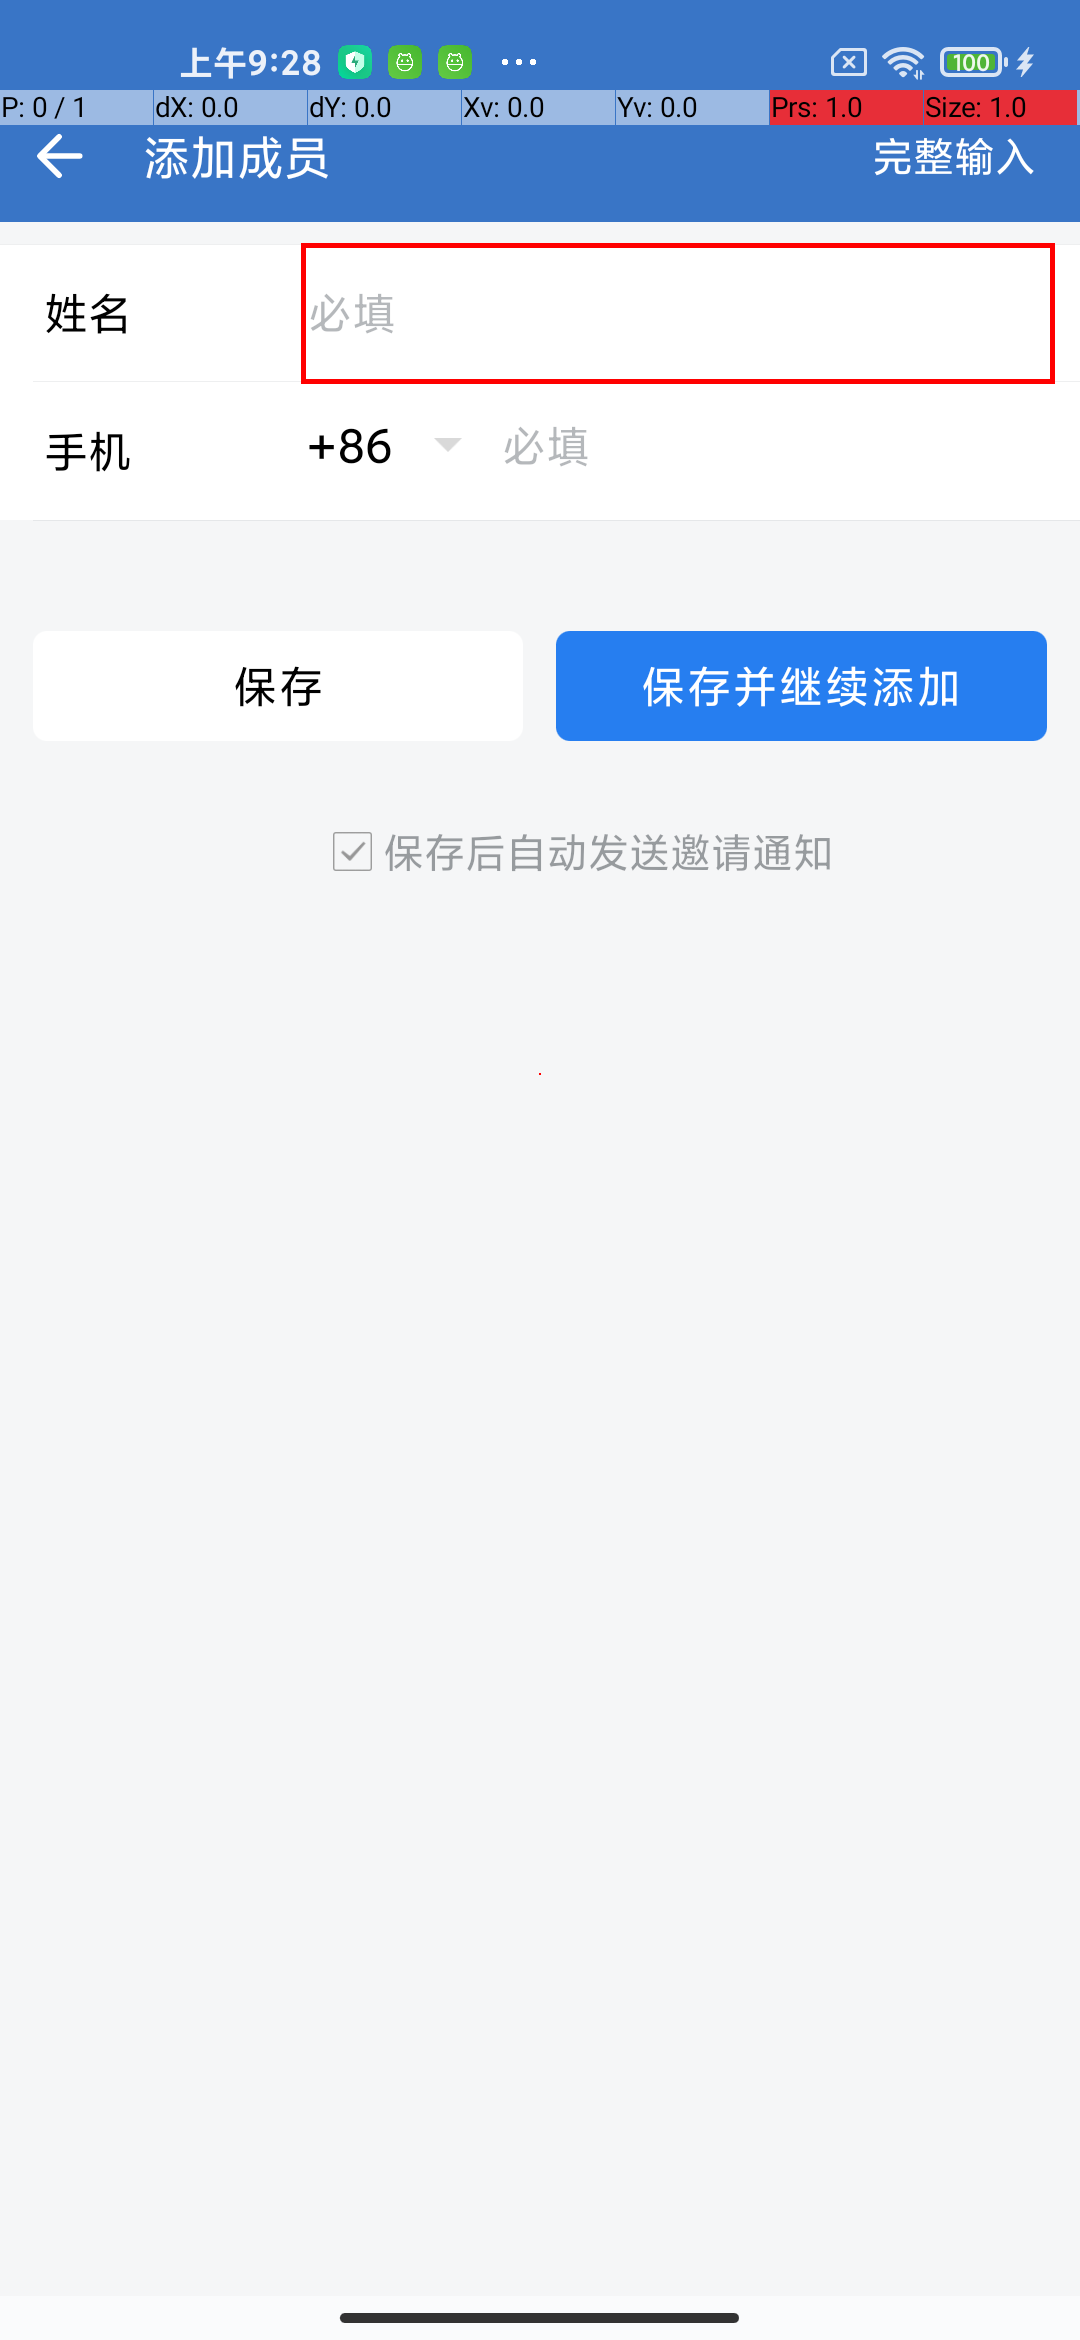 上午9:28 ... 100
P: 0 / 1 dX: 0.0 dY: 0.0 Xv: 0.0 Yv: 0.0 Prs: 1.0 Size: 1.0
添加成员 完整输入
姓名 必填
手机 +86 必填
保存 保存并继续添加
保存后自动发送邀请通知